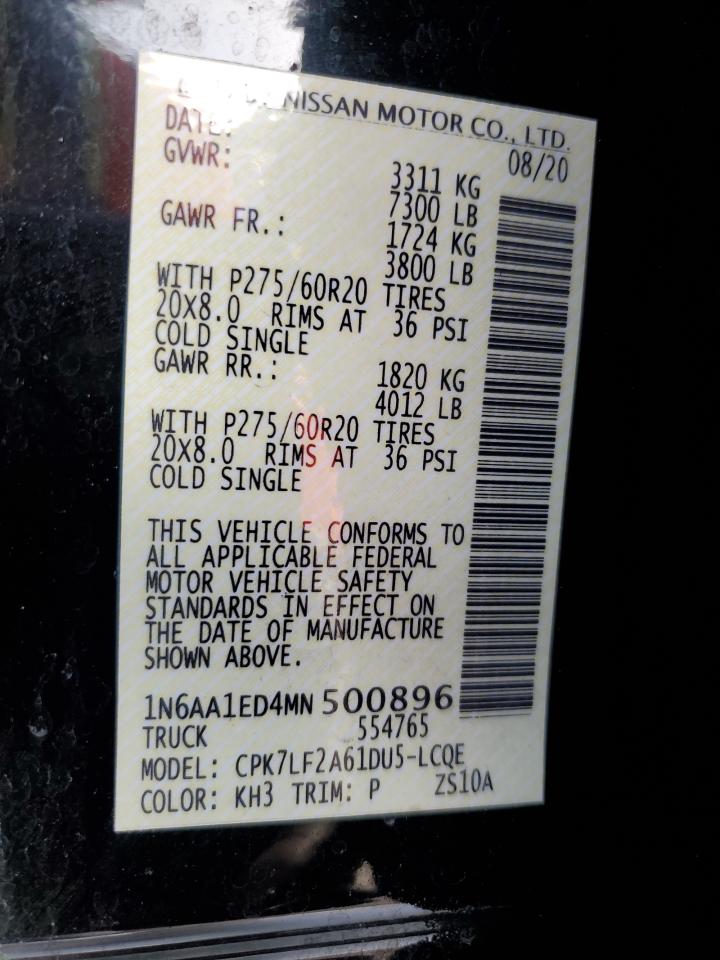 NISSAN MOTOR CO., LTD.
DATE: 08/20
GVWR: 3311 KG
7300 LB
GAWR FR.: 1724 KG
3800 LB
WITH P275/60R20 TIRES
20X8.0 RIMS AT 36 PSI
COLD SINGLE
GAWR RR.: 1820 KG
4012 LB
WITH P275/60R20 TIRES
20X8.0 RIMS AT 36 PSI
COLD SINGLE
THIS VEHICLE CONFORMS TO
ALL APPLICABLE FEDERAL
MOTOR VEHICLE SAFETY
STANDARDS IN EFFECT ON
THE DATE OF MANUFACTURE
SHOWN ABOVE.
1N6AA1ED4MN500896
TRUCK 554765
MODEL: CPK7LF2A61DU5-LCQE
COLOR: KH3 TRIM: P ZS10A